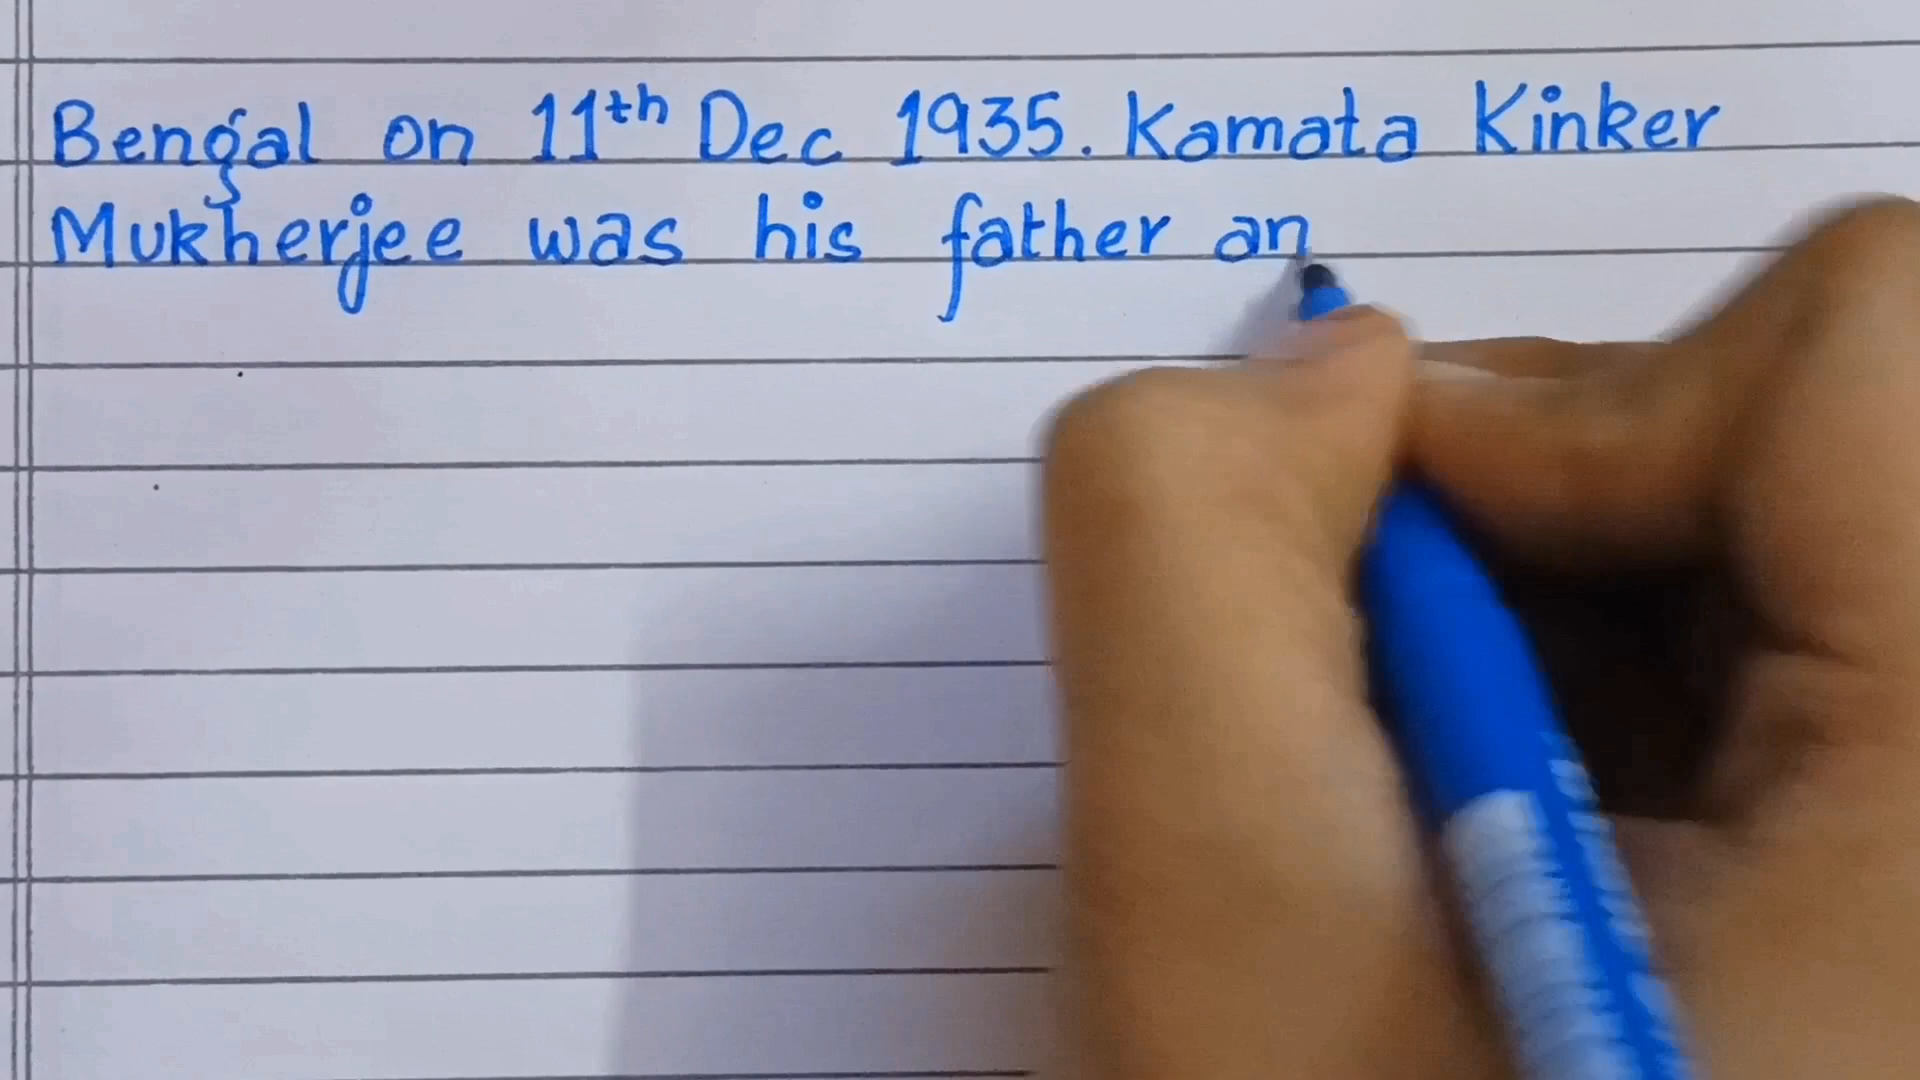 Bengal on 11th Dec 1935. Kamata Kinker
Mukherjee was his father an